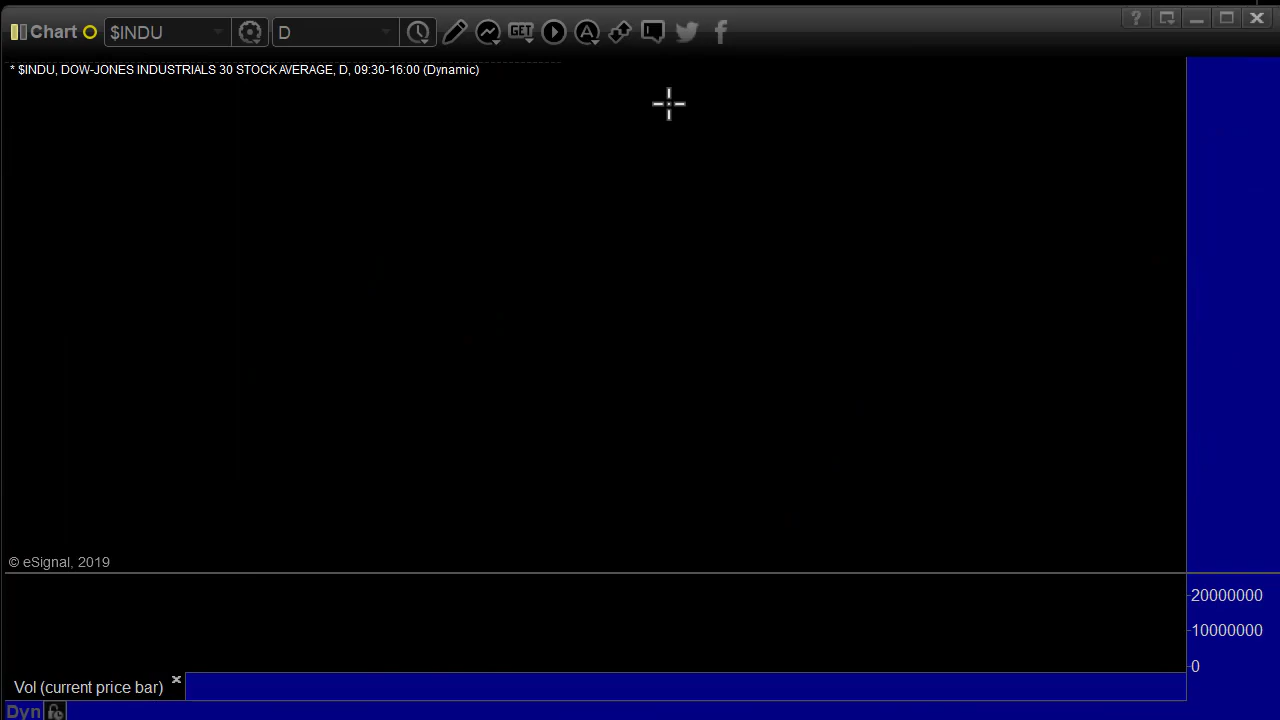 Chart $INDU D GET A ?
* $INDU, DOW-JONES INDUSTRIALS 30 STOCK AVERAGE, D, 09:30-16:00 (Dynamic)
© eSignal, 2019
20000000
10000000
0
Vol (current price bar)
Dyn